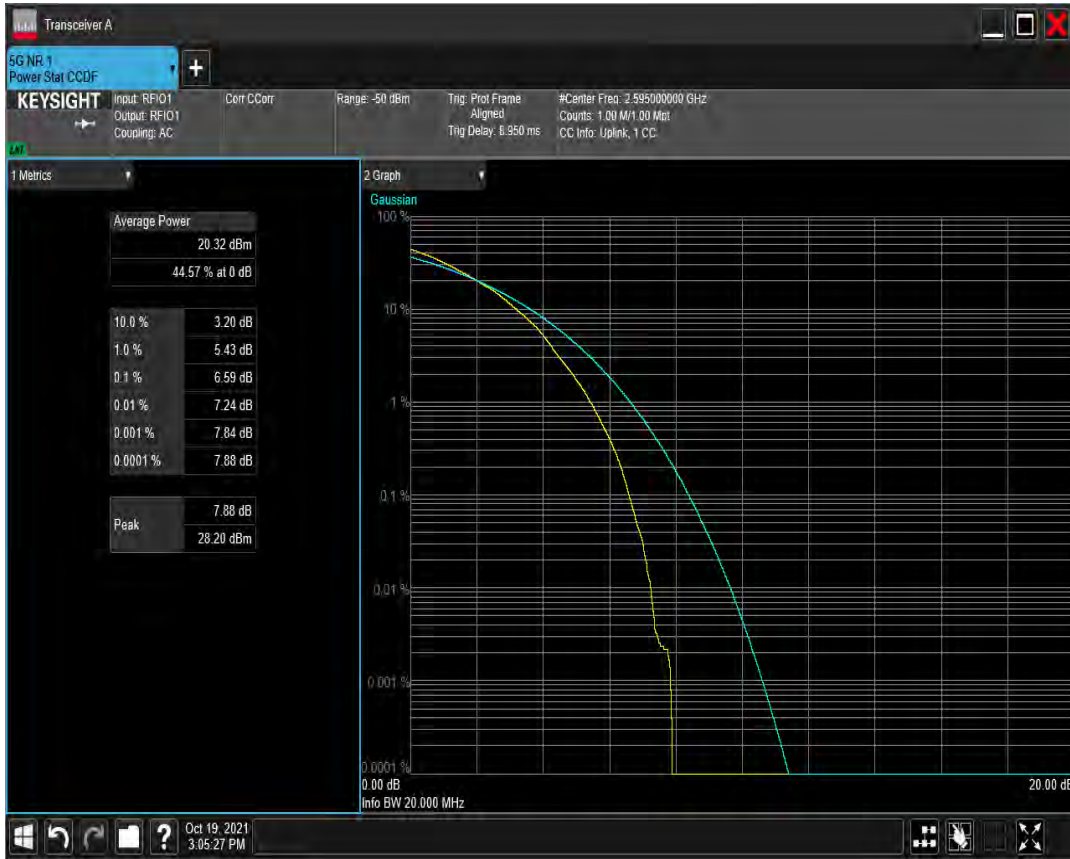 Transceiver A
5G NR 1
Power Stat CCDF
+
KEYSIGHT
Input: RFIO1
Output: RFIO1
Coupling: AC
Corr CCorr
Range: -50 dBm
Trig: Prot Frame
Aligned
Trig Delay: 8.950 ms
#Center Freq: 2.595000000 GHz
Counts: 1.00 M/1.00 Mpt
CC Info: Uplink, 1 CC
1 Metrics
Average Power
20.32 dBm
44.57 % at 0 dB
10.0 % 3.20 dB
1.0 % 5.43 dB
0.1 % 6.59 dB
0.01 % 7.24 dB
0.001 % 7.84 dB
0.0001 % 7.88 dB
Peak
7.88 dB
28.20 dBm
2 Graph
Gaussian
100 %
10 %
1 %
0.1 %
0.01 %
0.001 %
0.0001 %
0.00 dB
20.00 dB
Info BW 20.000 MHz
?
Oct 19, 2021
3:05:27 PM